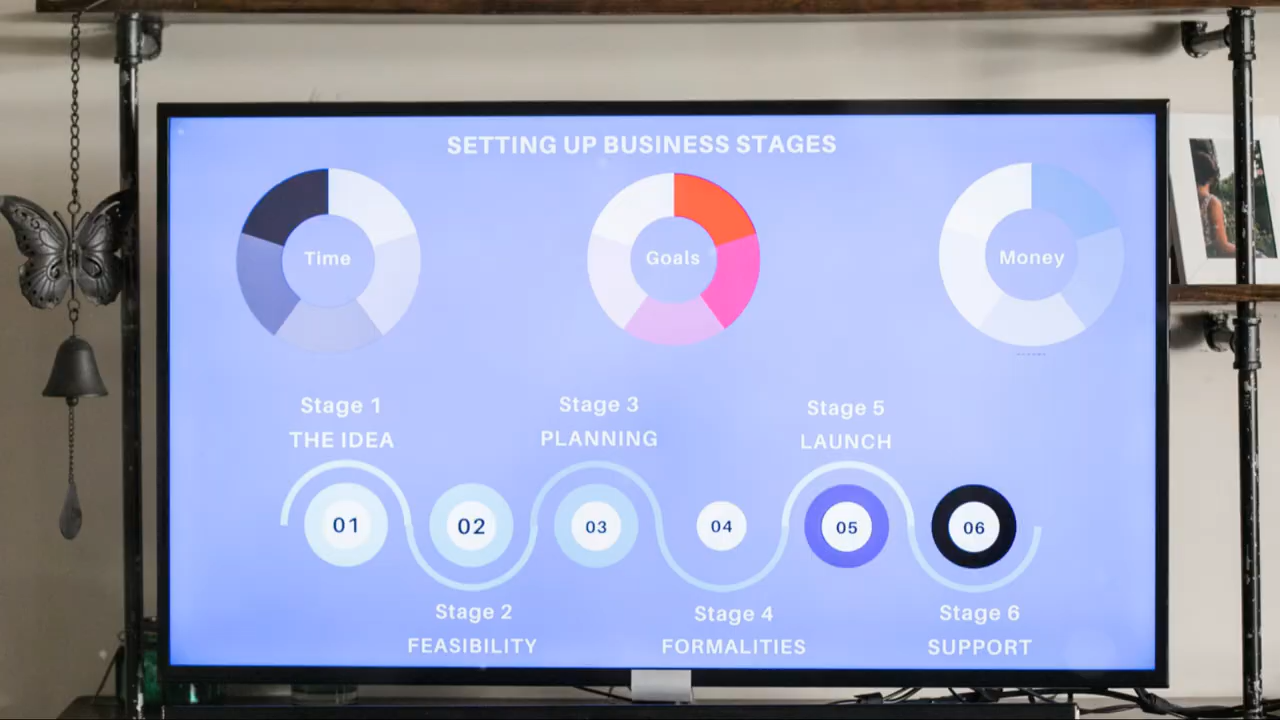 SETTING UP BUSINESS STAGES
Time
Goals
Money
Stage 1
THE IDEA
Stage 3
PLANNING
Stage 5
LAUNCH
01
02
03
04
05
06
Stage 2
FEASIBILITY
Stage 4
FORMALITIES
Stage 6
SUPPORT